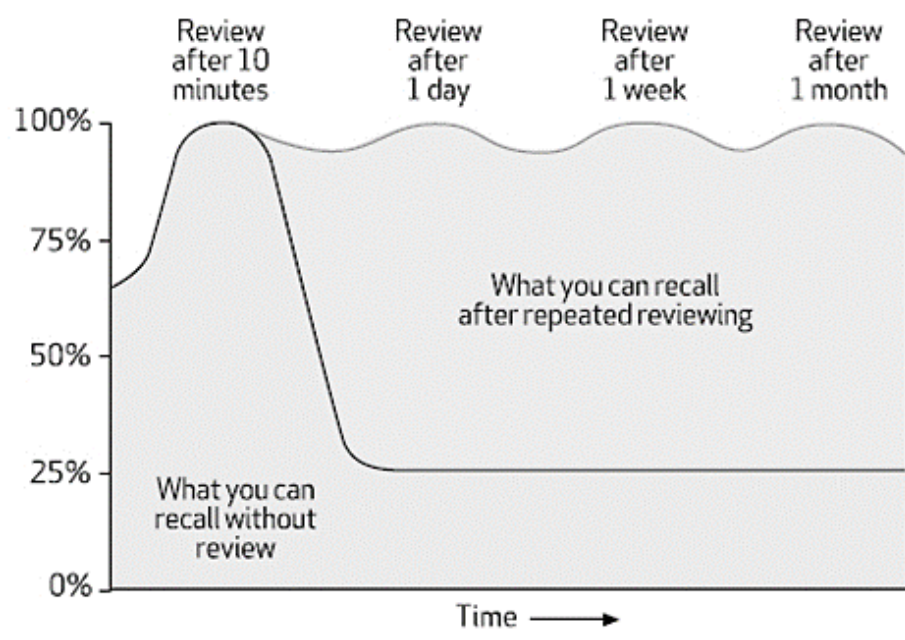 Review
after 10
minutes
Review
after
1 day
Review
after
1 week
Review
after
1 month
100%
75%
50%
25%
0%
What you can recall
after repeated reviewing
What you can
recall without
review
Time